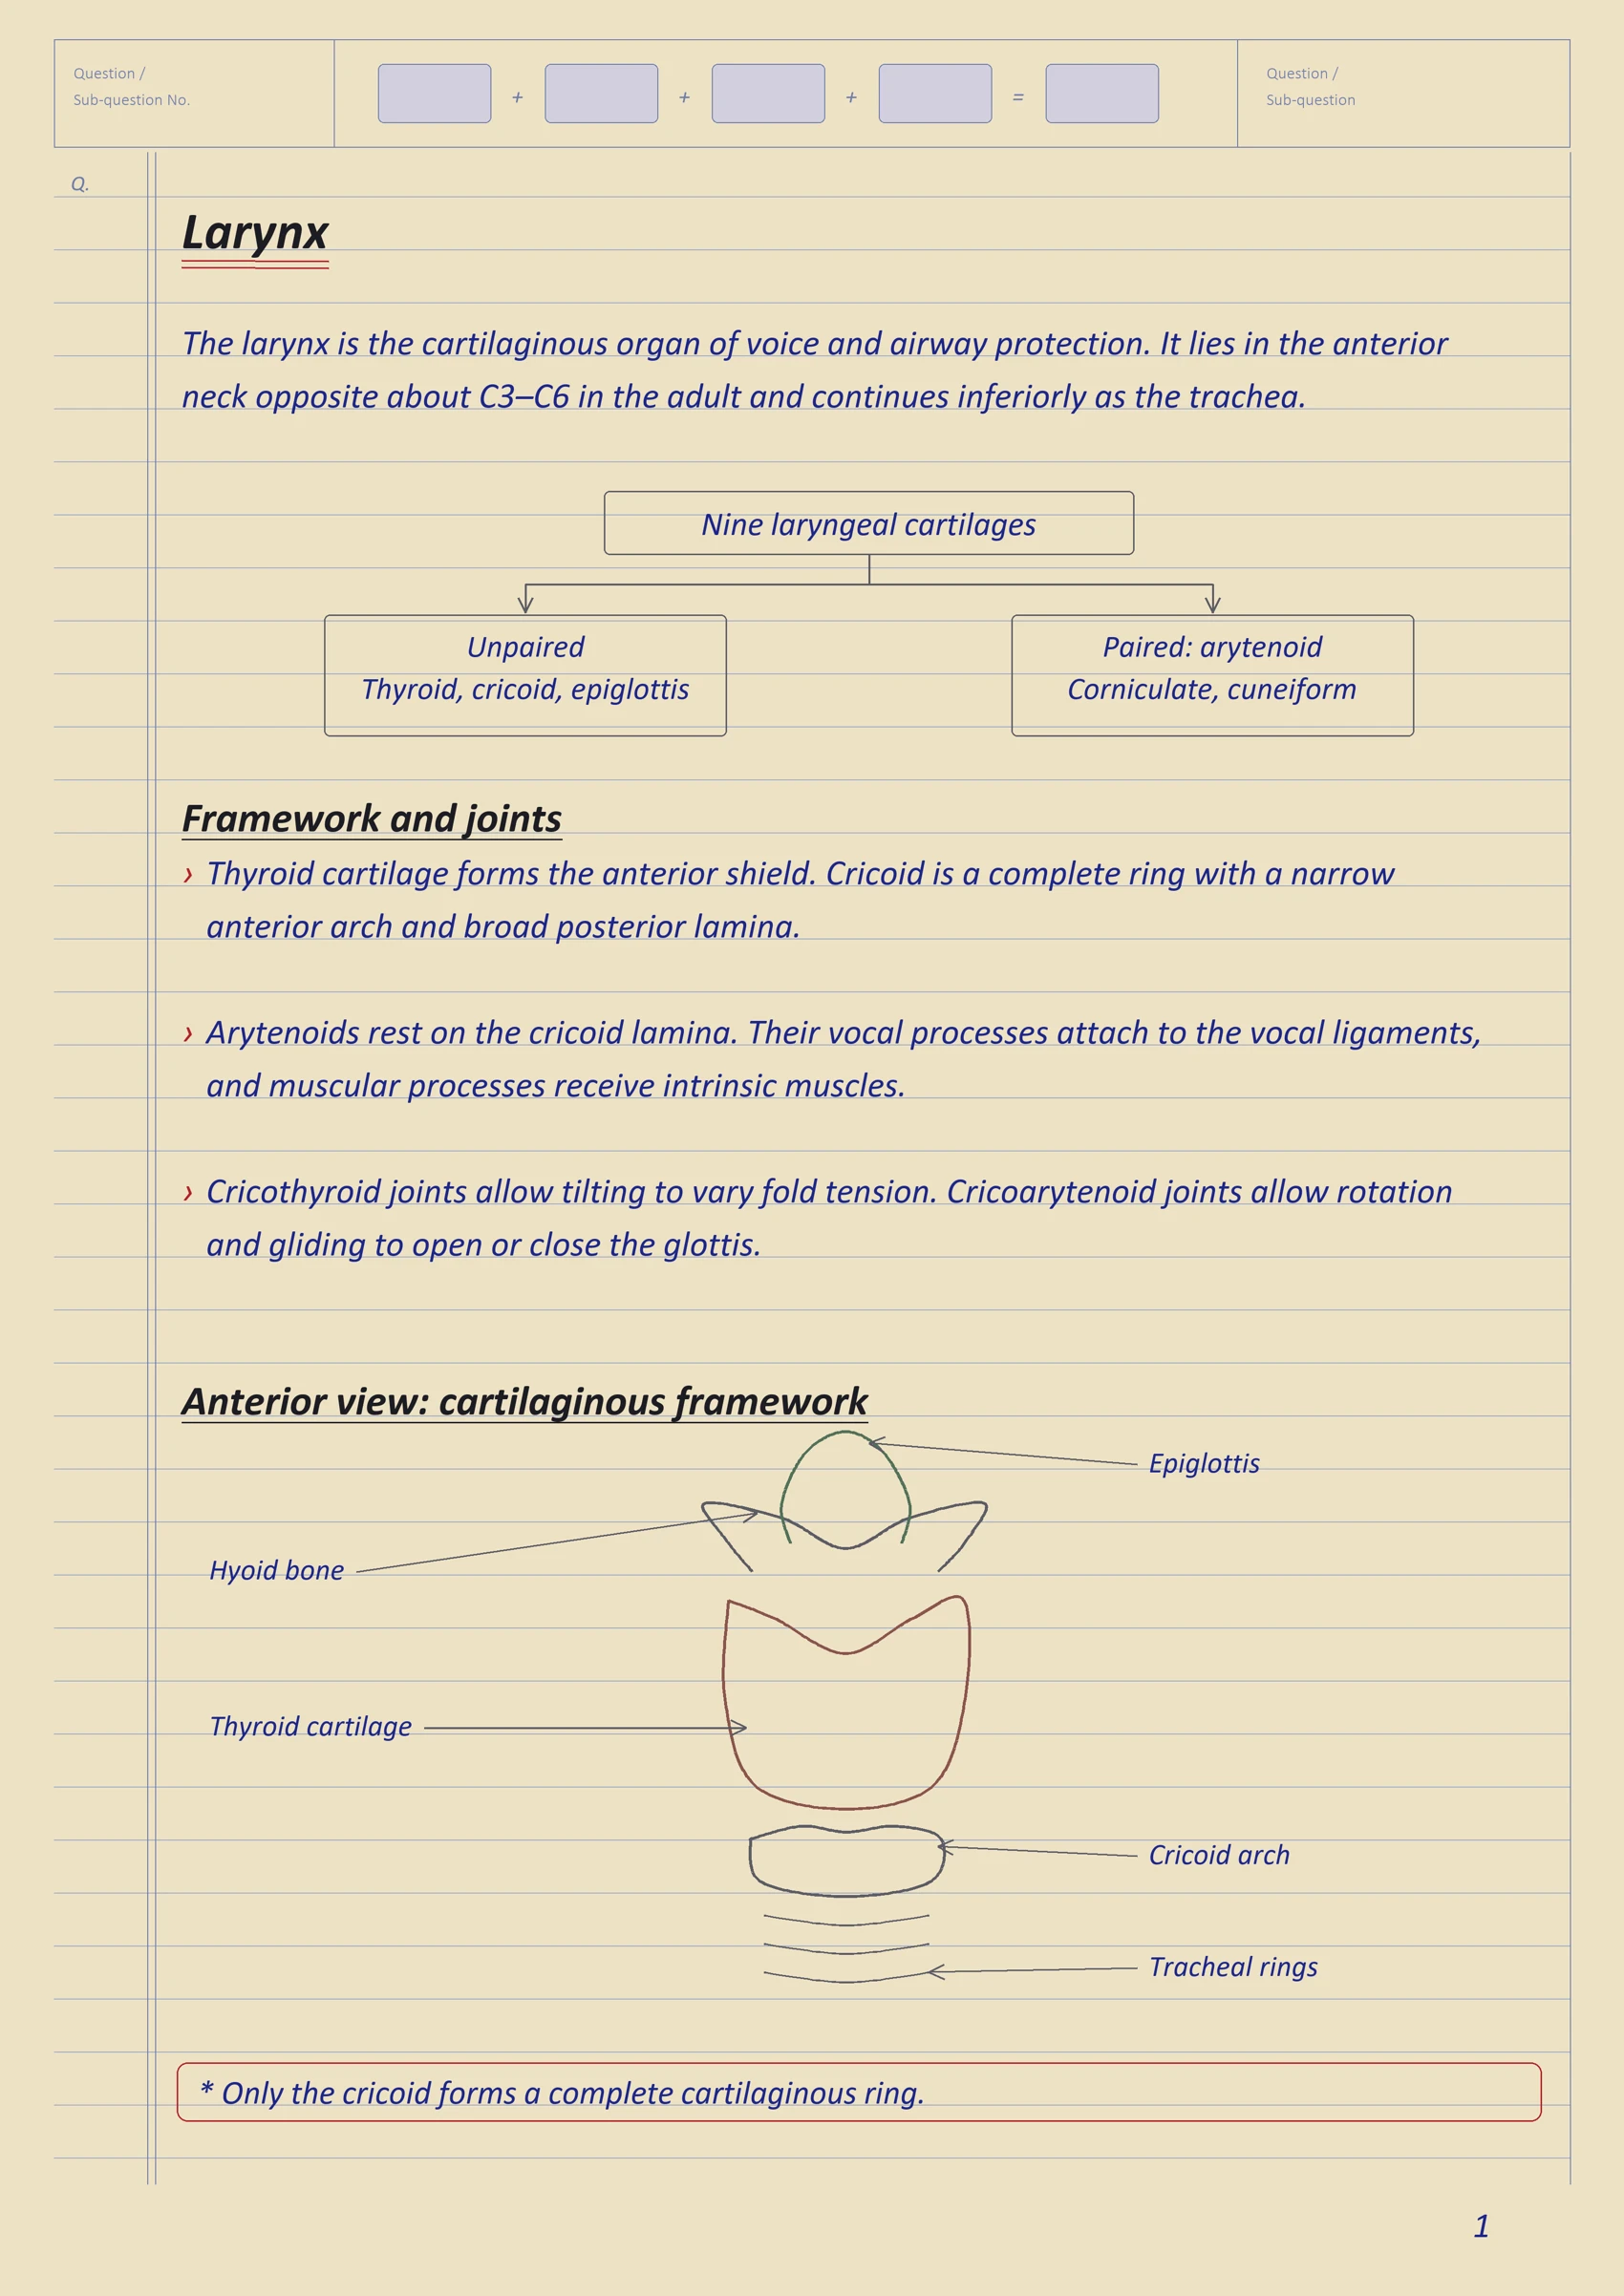 Question /
Sub-question No.
+ + + =
Question /
Sub-question
Q.
Larynx
The larynx is the cartilaginous organ of voice and airway protection. It lies in the anterior
neck opposite about C3–C6 in the adult and continues inferiorly as the trachea.
Nine laryngeal cartilages
Unpaired
Thyroid, cricoid, epiglottis
Paired: arytenoid
Corniculate, cuneiform
Framework and joints
› Thyroid cartilage forms the anterior shield. Cricoid is a complete ring with a narrow
anterior arch and broad posterior lamina.
› Arytenoids rest on the cricoid lamina. Their vocal processes attach to the vocal ligaments,
and muscular processes receive intrinsic muscles.
› Cricothyroid joints allow tilting to vary fold tension. Cricoarytenoid joints allow rotation
and gliding to open or close the glottis.
Anterior view: cartilaginous framework
Epiglottis
Hyoid bone
Thyroid cartilage
Cricoid arch
Tracheal rings
* Only the cricoid forms a complete cartilaginous ring.
1